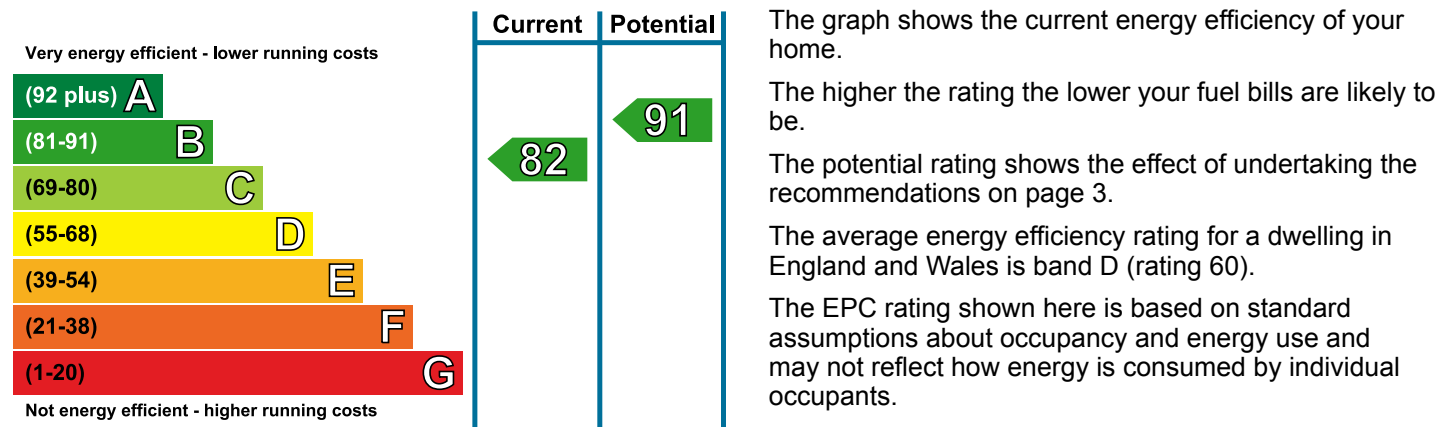 Current Potential
Very energy efficient - lower running costs
(92 plus) A
(81-91) B
(69-80) C
(55-68) D
(39-54) E
(21-38) F
(1-20) G
Not energy efficient - higher running costs
82
91
The graph shows the current energy efficiency of your
home.
The higher the rating the lower your fuel bills are likely to
be.
The potential rating shows the effect of undertaking the
recommendations on page 3.
The average energy efficiency rating for a dwelling in
England and Wales is band D (rating 60).
The EPC rating shown here is based on standard
assumptions about occupancy and energy use and
may not reflect how energy is consumed by individual
occupants.